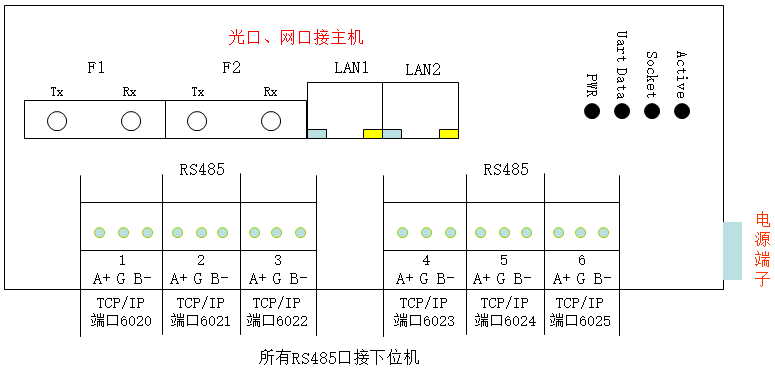 光口、网口接主机
F1
F2
LAN1
LAN2
Tx
Rx
Tx
Rx
PWR
Uart Data
Socket
Active
RS485
RS485
1
2
3
4
5
6
A+ G B-
A+ G B-
A+ G B-
A+ G B-
A+ G B-
A+ G B-
TCP/IP
端口6020
TCP/IP
端口6021
TCP/IP
端口6022
TCP/IP
端口6023
TCP/IP
端口6024
TCP/IP
端口6025
电源端子
所有RS485口接下位机